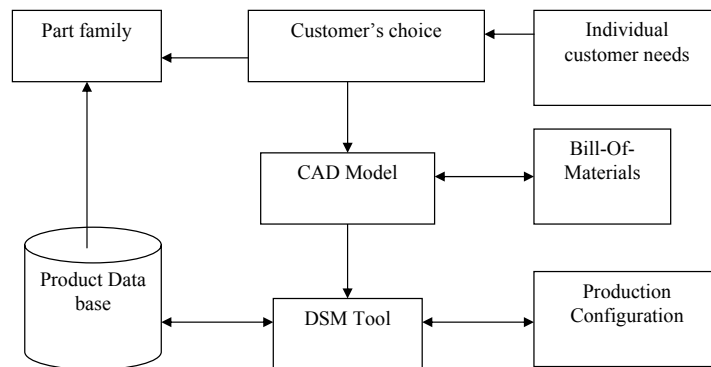 Part family
Customer’s choice
Individual
customer needs
CAD Model
Bill-Of-
Materials
Product Data
base
DSM Tool
Production
Configuration